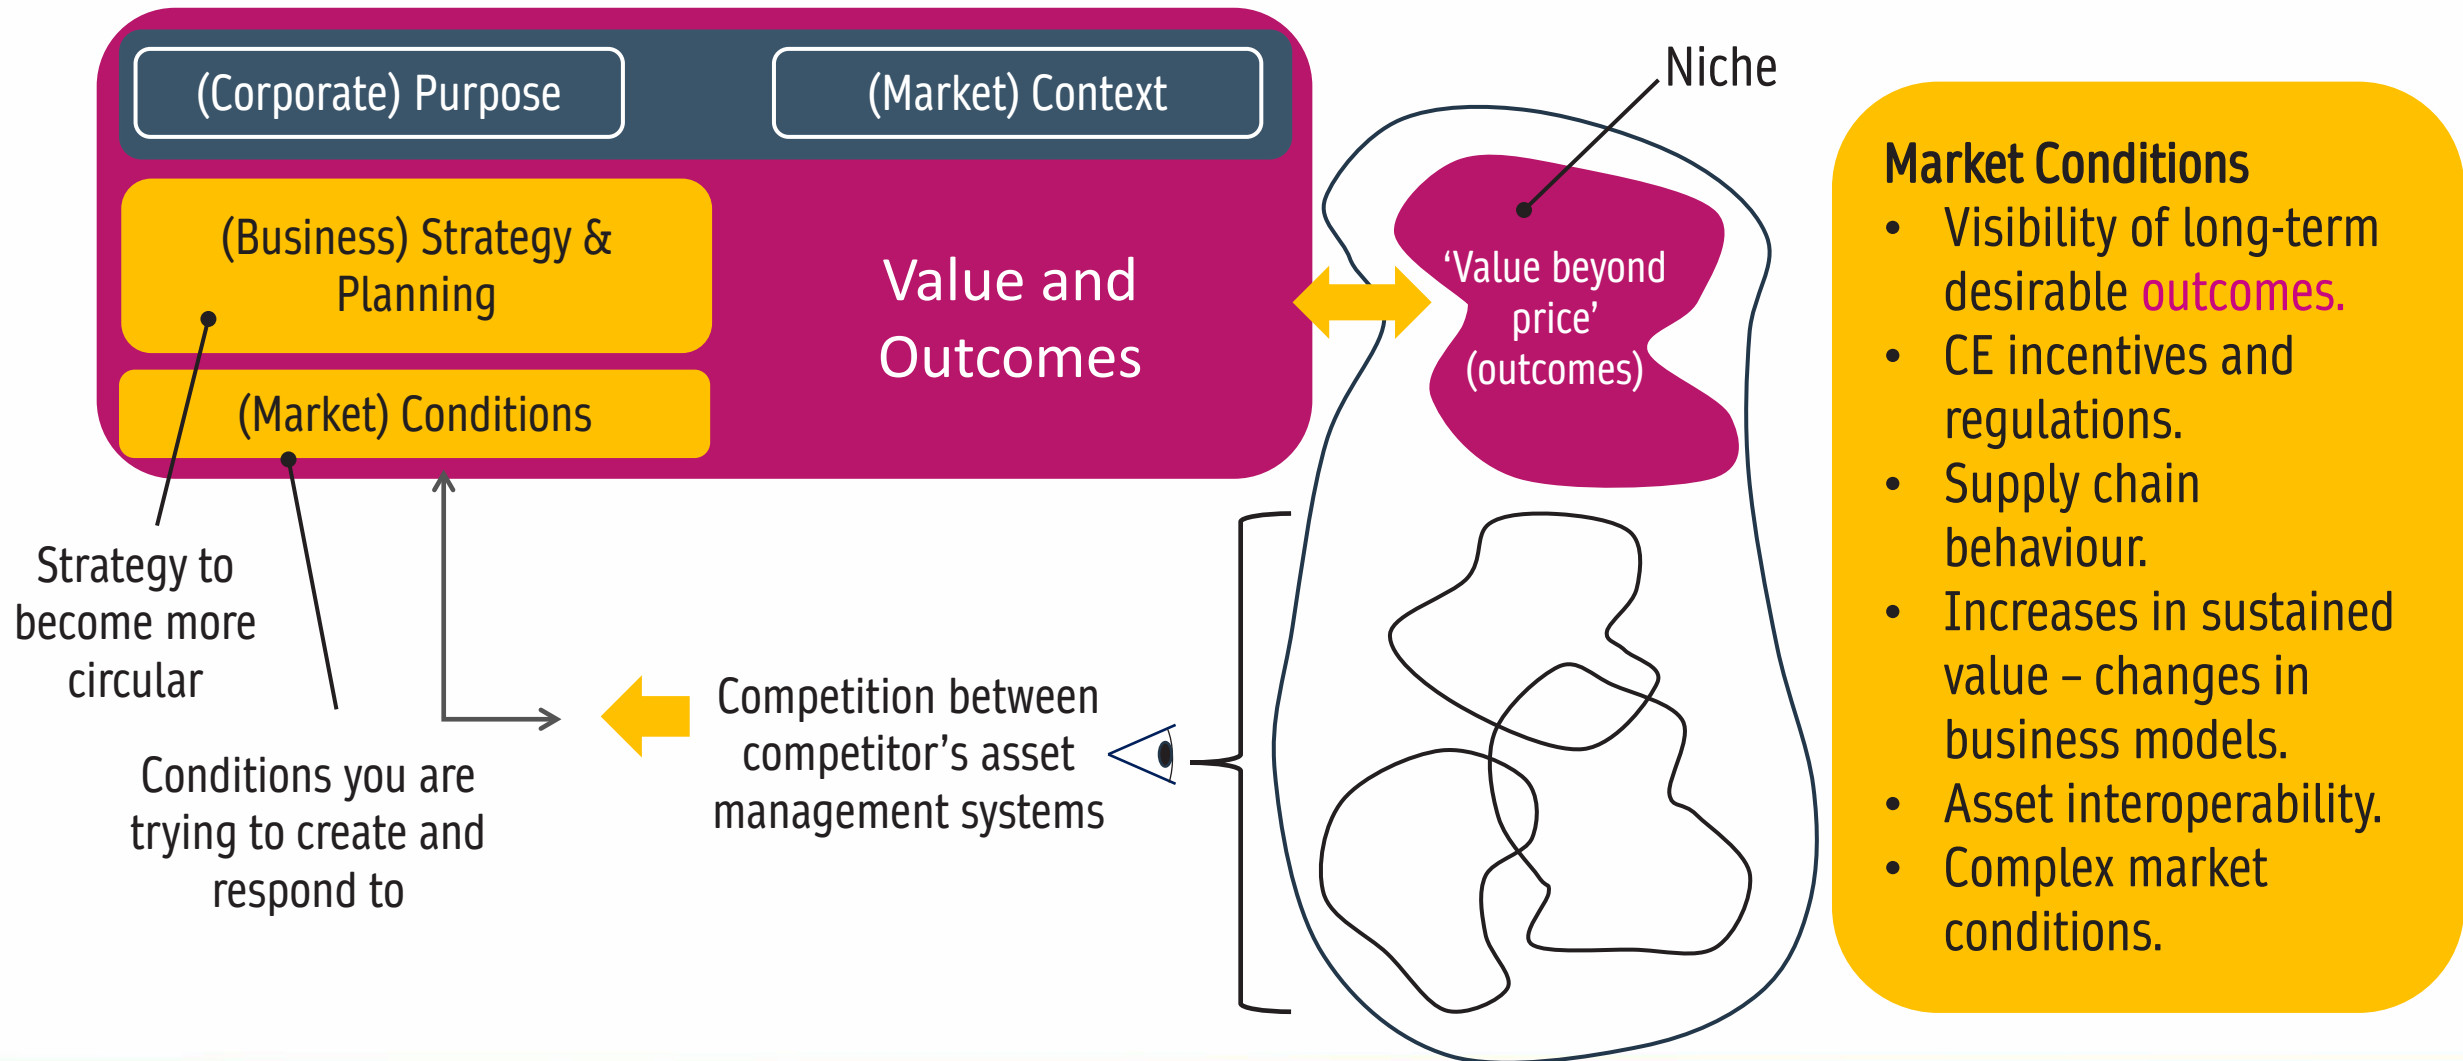 (Corporate) Purpose
(Market) Context
(Business) Strategy &
Planning
(Market) Conditions
Value and
Outcomes
Strategy to
become more
circular
Conditions you are
trying to create and
respond to
Competition between
competitor’s asset
management systems
Niche
‘Value beyond
price’
(outcomes)
Market Conditions
• Visibility of long-term
desirable outcomes.
• CE incentives and
regulations.
• Supply chain
behaviour.
• Increases in sustained
value – changes in
business models.
• Asset interoperability.
• Complex market
conditions.